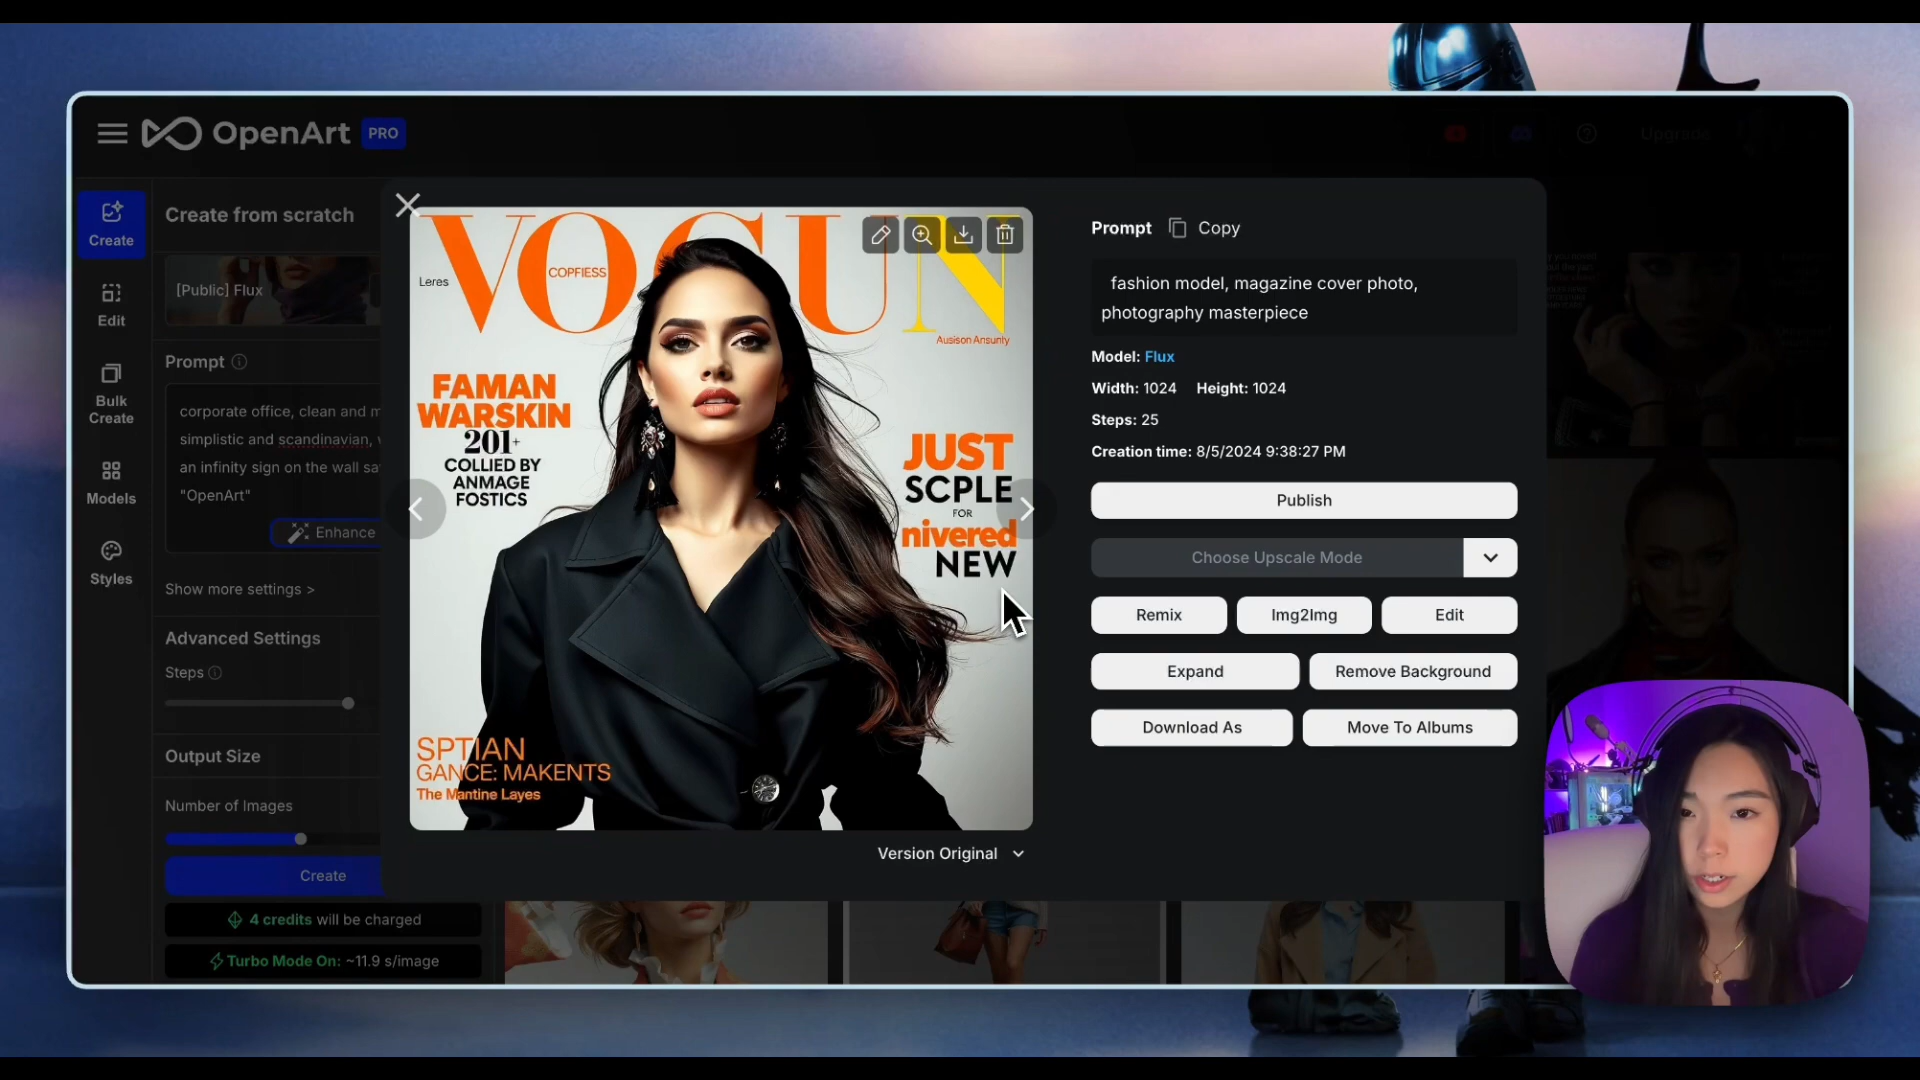 OpenArt PRO
Upgrade
Create
Edit
Bulk
Create
Models
Styles
Create from scratch
[Public] Flux
Prompt
corporate office, clean and m
simplistic and scandinavian,
an infinity sign on the wall sa
"OpenArt"
Enhance
Show more settings >
Advanced Settings
Steps
Output Size
Number of Images
Create
4 credits will be charged
Turbo Mode On: ~11.9 s/image
VOGUN
Leres
COPFIESS
Ausison Ansunty
FAMAN
WARSKIN
201+
COLLIED BY
ANMAGE
FOSTICS
JUST
SCPLE
FOR
nivered
NEW
SPTIAN
GANCE: MAKENTS
The Mantine Layes
Version Original
Prompt Copy
fashion model, magazine cover photo,
photography masterpiece
Model: Flux
Width: 1024 Height: 1024
Steps: 25
Creation time: 8/5/2024 9:38:27 PM
Publish
Choose Upscale Mode
Remix Img2Img Edit
Expand Remove Background
Download As Move To Albums